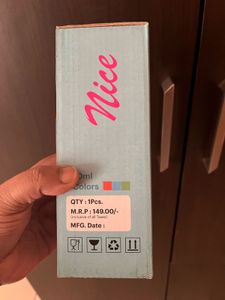 Nice
0ml
Colors
QTY : 1Pcs.
M.R.P : 149.00/-
(Inclusive of all Taxes)
MFG. Date :